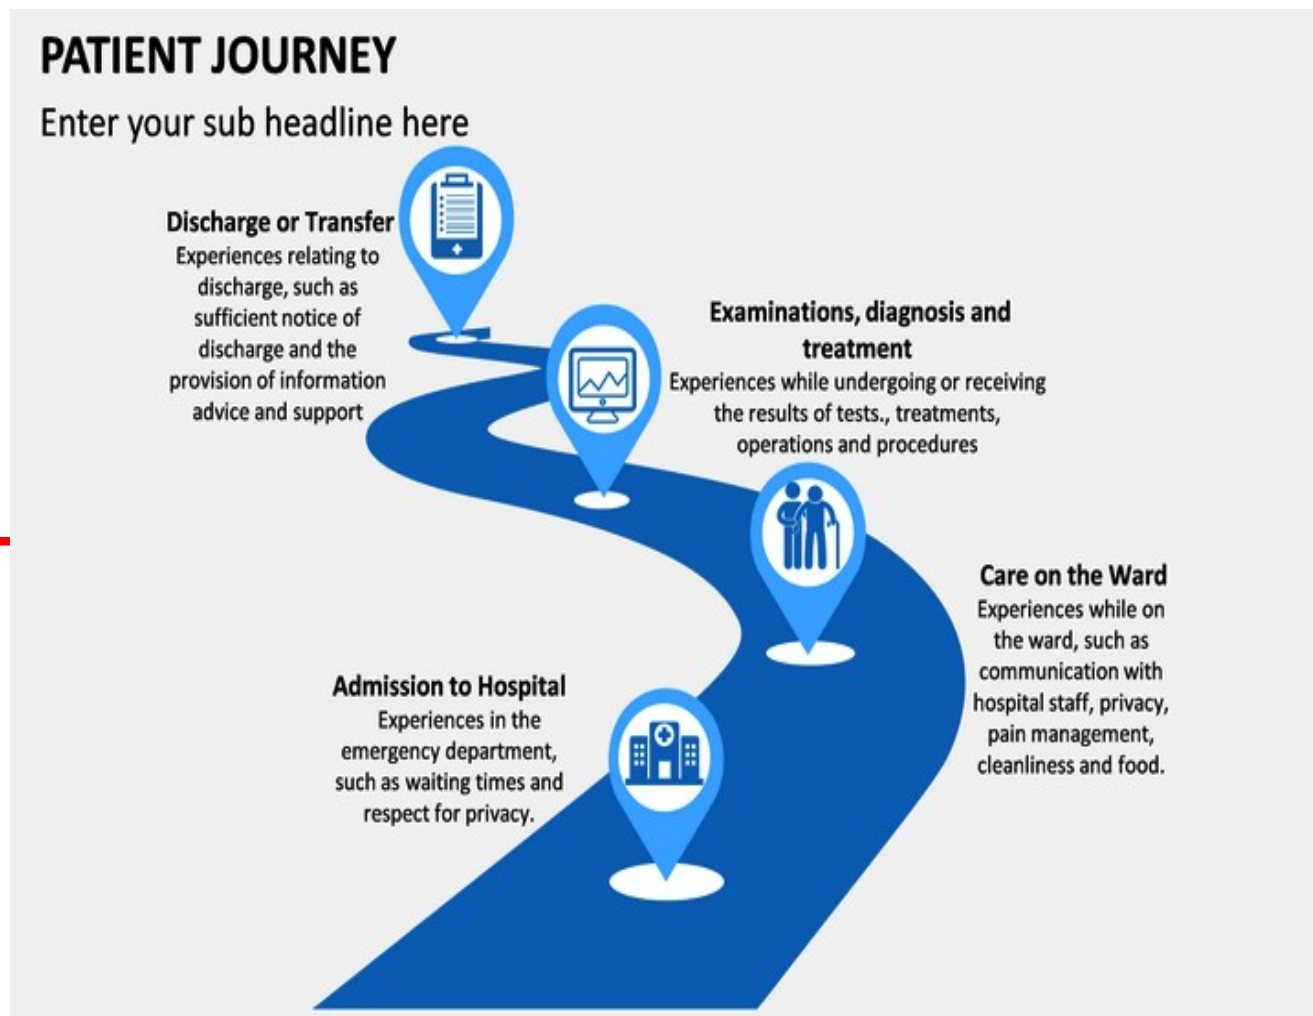 PATIENT JOURNEY
Enter your sub headline here
Discharge or Transfer
Experiences relating to
discharge, such as
sufficient notice of
discharge and the
provision of information
advice and support
Examinations, diagnosis and
treatment
Experiences while undergoing or receiving
the results of tests., treatments,
operations and procedures
Care on the Ward
Experiences while on
the ward, such as
communication with
hospital staff, privacy,
pain management,
cleanliness and food.
Admission to Hospital
Experiences in the
emergency department,
such as waiting times and
respect for privacy.